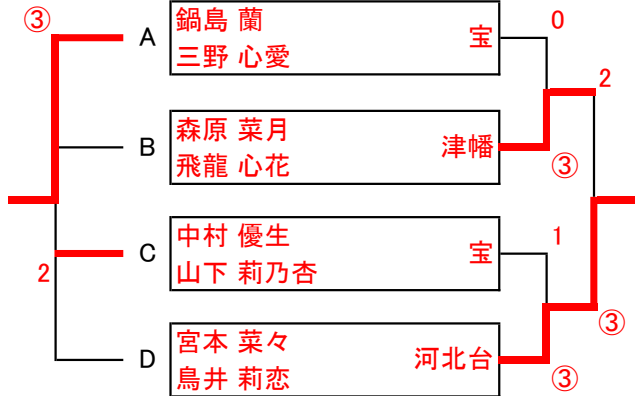 ③
A
鍋島 蘭
三野 心愛
宝
0
2
B
森原 菜月
飛龍 心花
津幡
③
2
C
中村 優生
山下 莉乃杏
宝
1
③
D
宮本 菜々
鳥井 莉恋
河北台
③